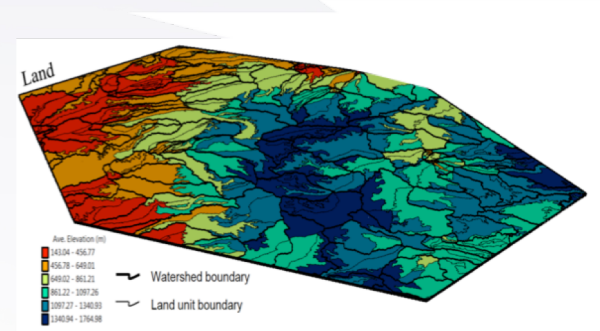 Land
Ave. Elevation (m)
143.04 - 456.77
456.78 - 649.01
649.02 - 861.21
861.22 - 1097.26
1097.27 - 1340.93
1340.94 - 1764.98
Watershed boundary
Land unit boundary